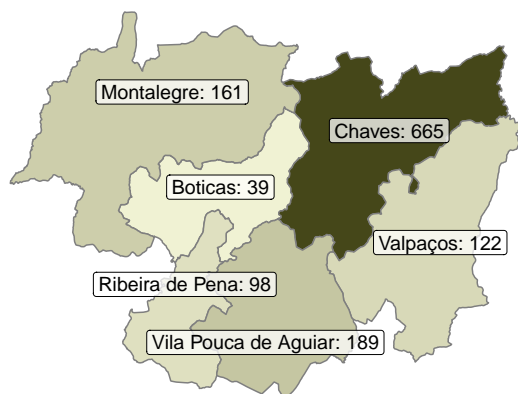 Montalegre: 161
Chaves: 665
Boticas: 39
Valpaços: 122
Ribeira de Pena: 98
Vila Pouca de Aguiar: 189